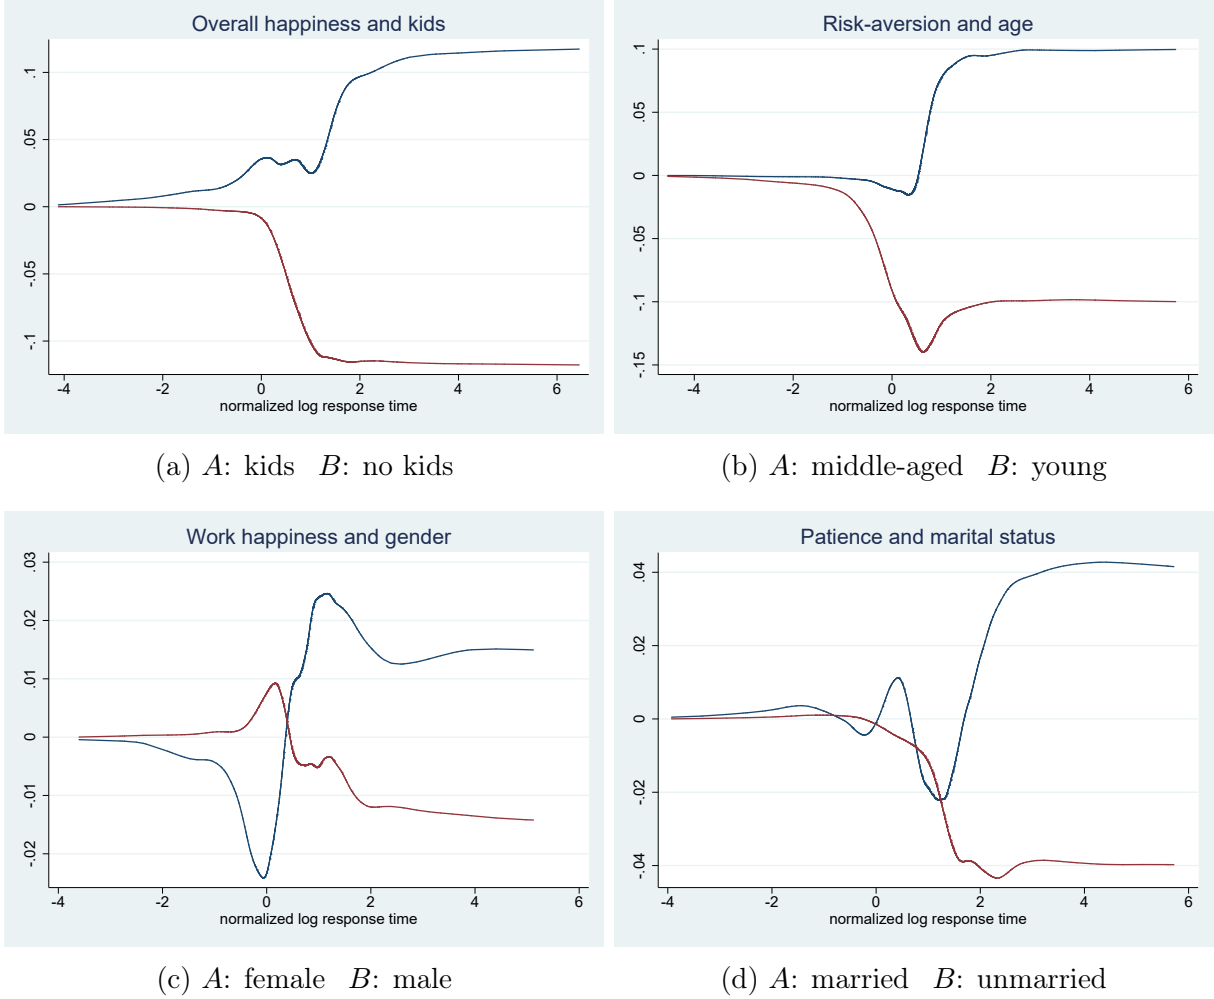 Overall happiness and kids
.1
.05
0
-.05
-.1
-4 -2 0 2 4 6
normalized log response time
(a) A: kids B: no kids
Risk-aversion and age
.1
.05
0
-.05
-.1
-.15
-4 -2 0 2 4 6
normalized log response time
(b) A: middle-aged B: young
Work happiness and gender
.03
.02
.01
0
-.01
-.02
-4 -2 0 2 4 6
normalized log response time
(c) A: female B: male
Patience and marital status
.04
.02
0
-.02
-.04
-4 -2 0 2 4 6
normalized log response time
(d) A: married B: unmarried